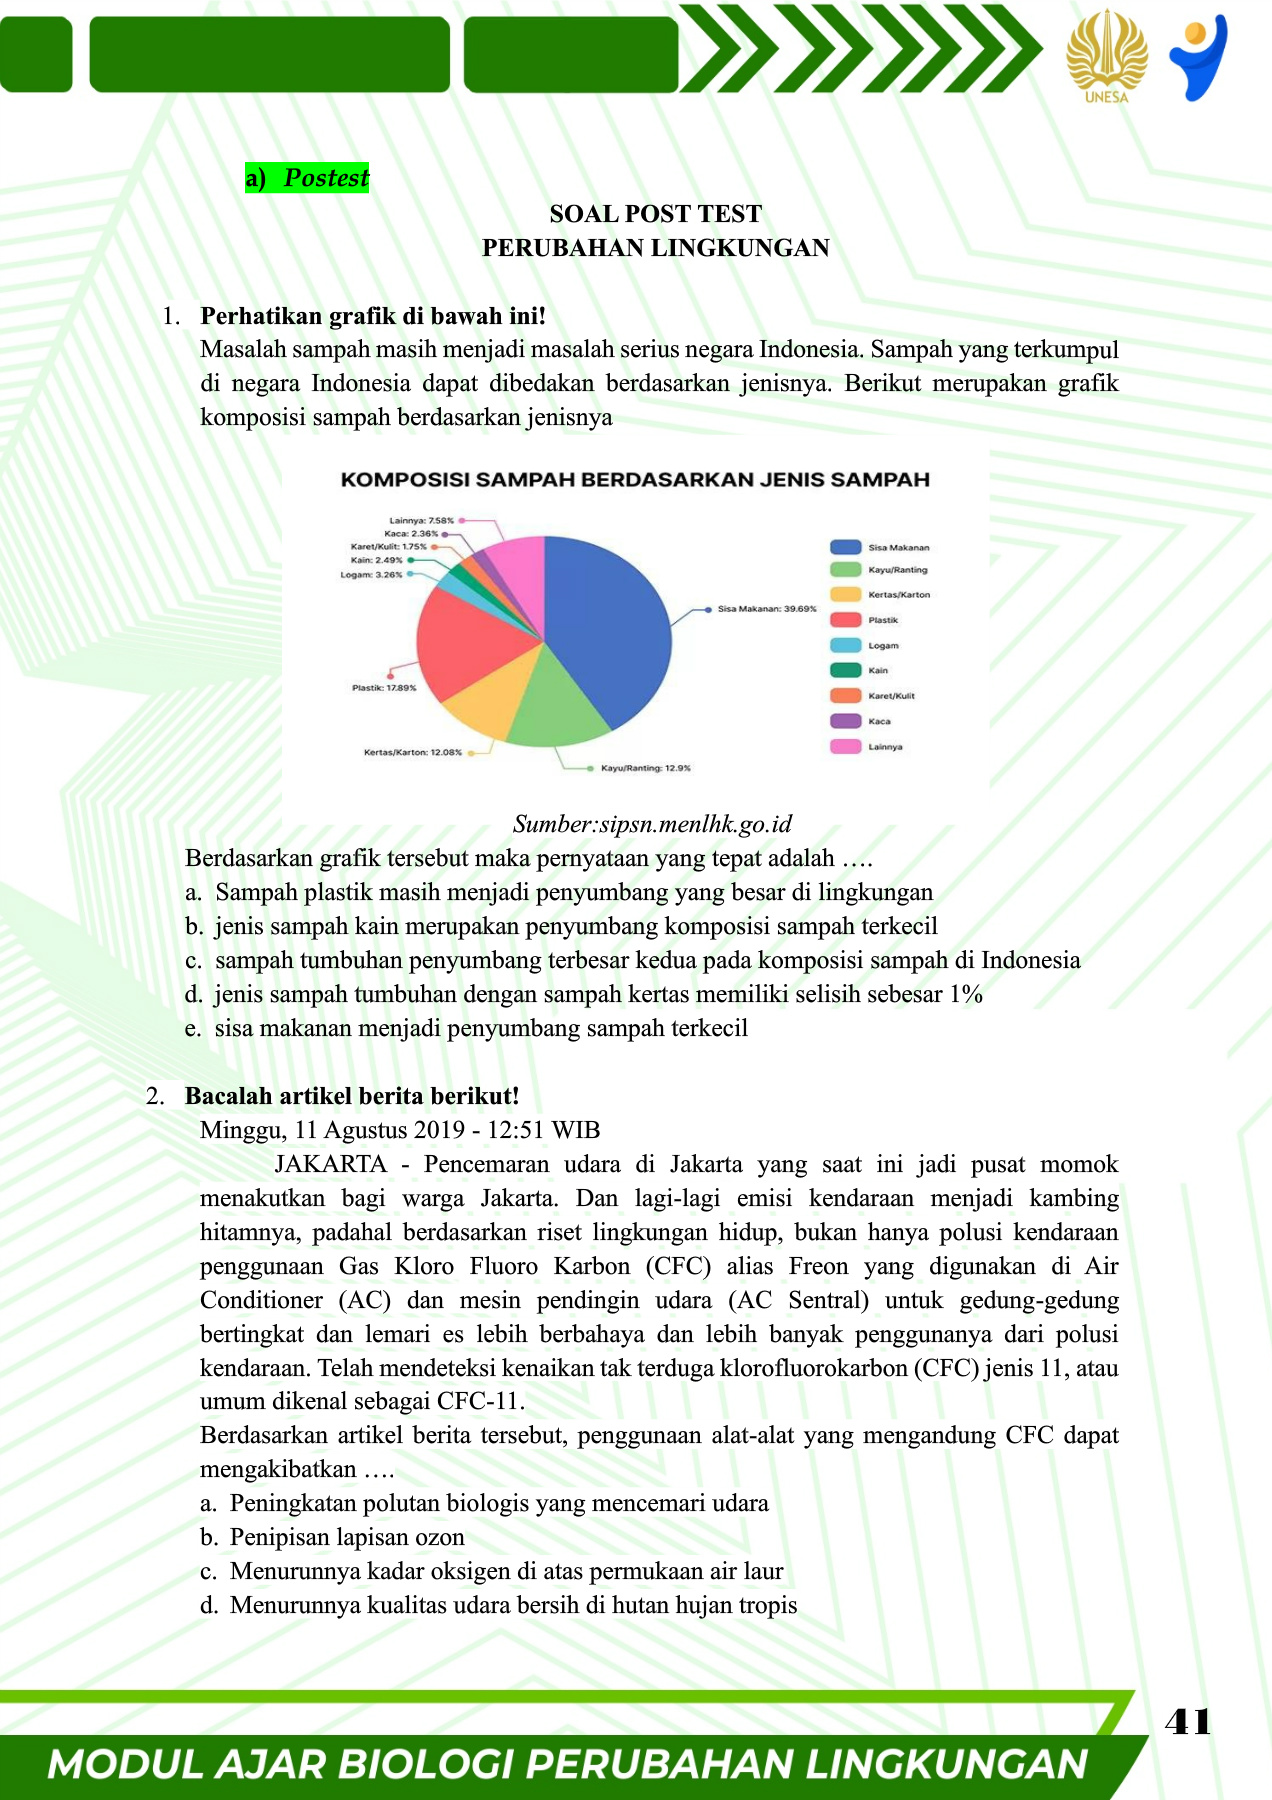 UNESA
a) Postest
SOAL POST TEST
PERUBAHAN LINGKUNGAN
1. Perhatikan grafik di bawah ini!
Masalah sampah masih menjadi masalah serius negara Indonesia. Sampah yang terkumpul
di negara Indonesia dapat dibedakan berdasarkan jenisnya. Berikut merupakan grafik
komposisi sampah berdasarkan jenisnya
KOMPOSISI SAMPAH BERDASARKAN JENIS SAMPAH
Lainnya: 7.58%
Kaca: 2.36%
Karet/Kulit: 1.75%
Kain: 2.49%
Logam: 3.26%
Sisa Makanan: 39.69%
Plastik: 17.89%
Kertas/Karton: 12.08%
Kayu/Ranting: 12.9%
Sisa Makanan
Kayu/Ranting
Kertas/Karton
Plastik
Logam
Kain
Karet/Kulit
Kaca
Lainnya
Sumber:sipsn.menlhk.go.id
Berdasarkan grafik tersebut maka pernyataan yang tepat adalah ….
a. Sampah plastik masih menjadi penyumbang yang besar di lingkungan
b. jenis sampah kain merupakan penyumbang komposisi sampah terkecil
c. sampah tumbuhan penyumbang terbesar kedua pada komposisi sampah di Indonesia
d. jenis sampah tumbuhan dengan sampah kertas memiliki selisih sebesar 1%
e. sisa makanan menjadi penyumbang sampah terkecil
2. Bacalah artikel berita berikut!
Minggu, 11 Agustus 2019 - 12:51 WIB
JAKARTA - Pencemaran udara di Jakarta yang saat ini jadi pusat momok
menakutkan bagi warga Jakarta. Dan lagi-lagi emisi kendaraan menjadi kambing
hitamnya, padahal berdasarkan riset lingkungan hidup, bukan hanya polusi kendaraan
penggunaan Gas Kloro Fluoro Karbon (CFC) alias Freon yang digunakan di Air
Conditioner (AC) dan mesin pendingin udara (AC Sentral) untuk gedung-gedung
bertingkat dan lemari es lebih berbahaya dan lebih banyak penggunanya dari polusi
kendaraan. Telah mendeteksi kenaikan tak terduga klorofluorokarbon (CFC) jenis 11, atau
umum dikenal sebagai CFC-11.
Berdasarkan artikel berita tersebut, penggunaan alat-alat yang mengandung CFC dapat
mengakibatkan ….
a. Peningkatan polutan biologis yang mencemari udara
b. Penipisan lapisan ozon
c. Menurunnya kadar oksigen di atas permukaan air laur
d. Menurunnya kualitas udara bersih di hutan hujan tropis
41
MODUL AJAR BIOLOGI PERUBAHAN LINGKUNGAN